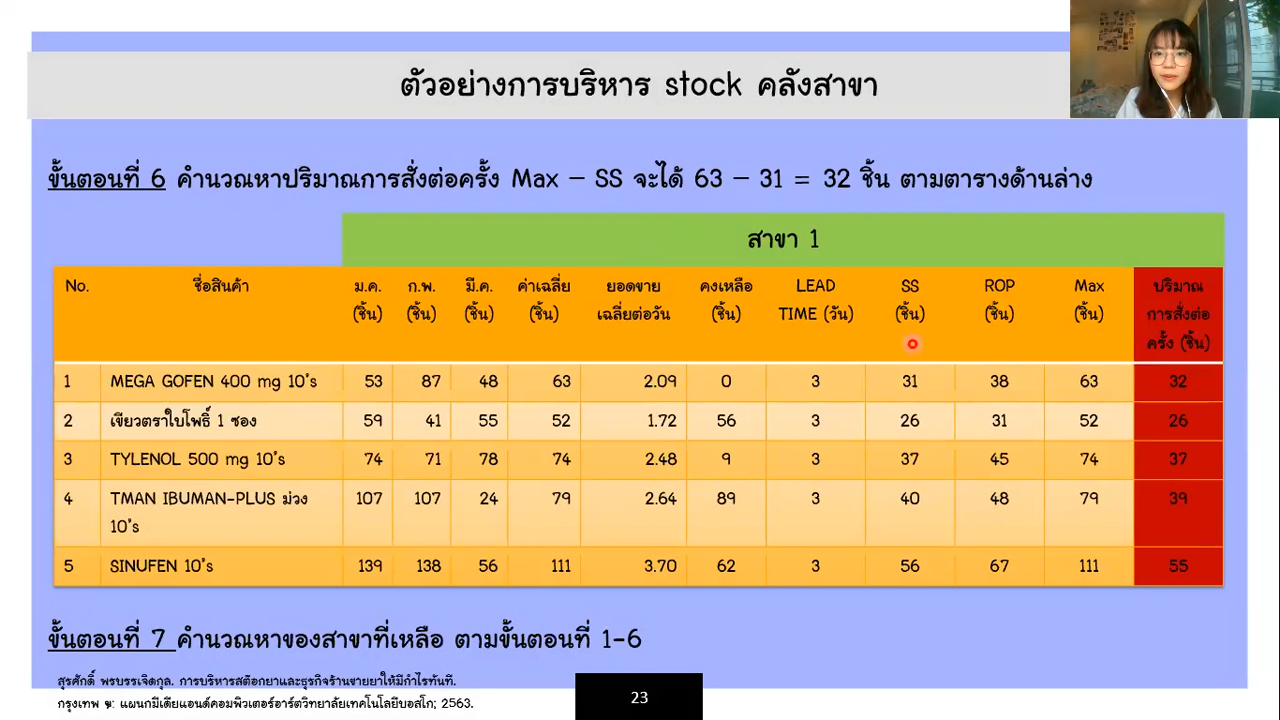 ตัวอย่างการบริหาร stock คลังสาขา
ขั้นตอนที่ 6 คำนวณหาปริมาณการสั่งต่อครั้ง Max – SS จะได้ 63 – 31 = 32 ชิ้น ตามตารางด้านล่าง
สาขา 1
No. ชื่อสินค้า ม.ค. (ชิ้น) ก.พ. (ชิ้น) มี.ค. (ชิ้น) ค่าเฉลี่ย (ชิ้น) ยอดขาย เฉลี่ยต่อวัน คงเหลือ (ชิ้น) LEAD TIME (วัน) SS (ชิ้น) ROP (ชิ้น) Max (ชิ้น) ปริมาณ การสั่งต่อ ครั้ง (ชิ้น)
1 MEGA GOFEN 400 mg 10's 53 87 48 63 2.09 0 3 31 38 63 32
2 เขียวตราใบโพธิ์ 1 ซอง 59 41 55 52 1.72 56 3 26 31 52 26
3 TYLENOL 500 mg 10's 74 71 78 74 2.48 9 3 37 45 74 37
4 TMAN IBUMAN-PLUS ม่วง 10's 107 107 24 79 2.64 89 3 40 48 79 39
5 SINUFEN 10's 139 138 56 111 3.70 62 3 56 67 111 55
ขั้นตอนที่ 7 คำนวณหาของสาขาที่เหลือ ตามขั้นตอนที่ 1-6
สุรศักดิ์ พรบรรเจิดกุล. การบริหารสต๊อกยาและธุรกิจร้านขายยาให้มีกำไรทันที.
กรุงเทพ ฯ: แผนกมีเดียแอนด์คอมพิวเตอร์อาร์ตวิทยาลัยเทคโนโลยีบอสโก; 2563.
23